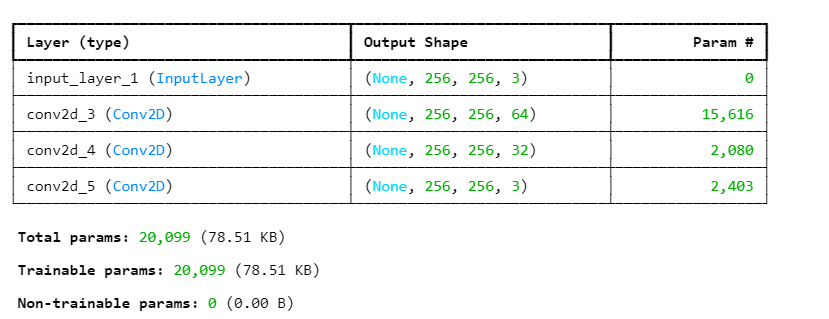 Layer (type) Output Shape Param #
input_layer_1 (InputLayer) (None, 256, 256, 3) 0
conv2d_3 (Conv2D) (None, 256, 256, 64) 15,616
conv2d_4 (Conv2D) (None, 256, 256, 32) 2,080
conv2d_5 (Conv2D) (None, 256, 256, 3) 2,403
Total params: 20,099 (78.51 KB)
Trainable params: 20,099 (78.51 KB)
Non-trainable params: 0 (0.00 B)